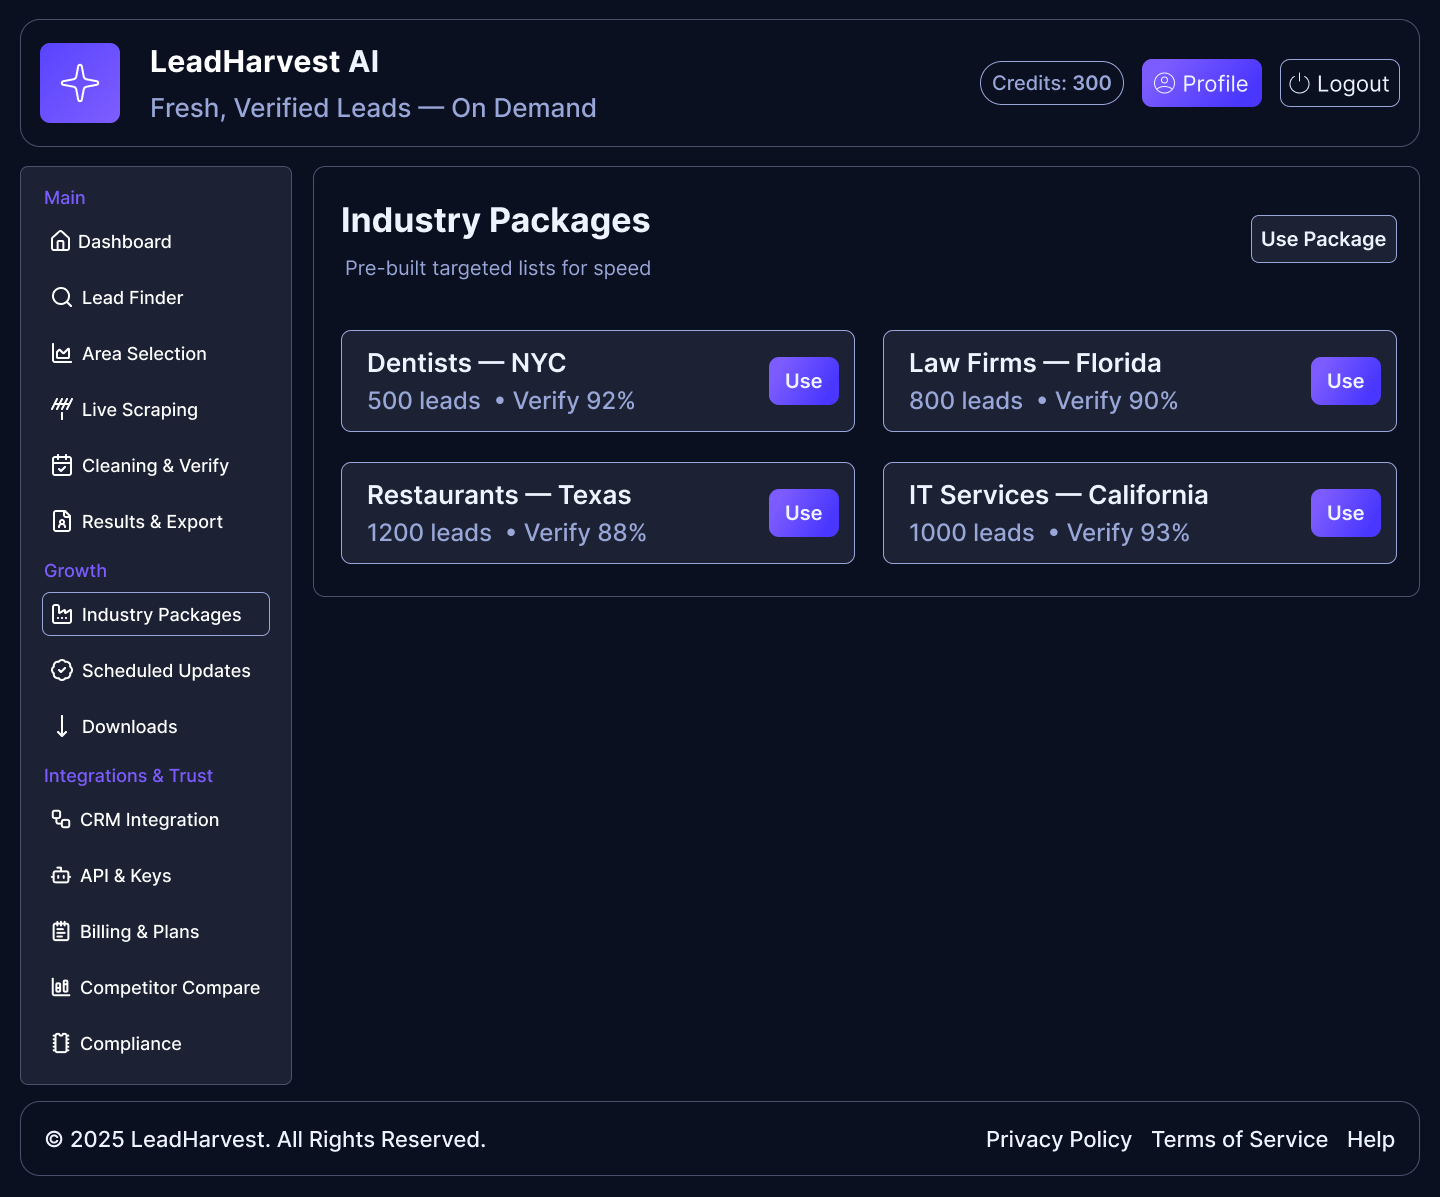 LeadHarvest AI
Fresh, Verified Leads — On Demand
Credits: 300
Profile
Logout
Main
Dashboard
Lead Finder
Area Selection
Live Scraping
Cleaning & Verify
Results & Export
Growth
Industry Packages
Scheduled Updates
Downloads
Integrations & Trust
CRM Integration
API & Keys
Billing & Plans
Competitor Compare
Compliance
Industry Packages
Pre-built targeted lists for speed
Use Package
Dentists — NYC
500 leads • Verify 92%
Use
Law Firms — Florida
800 leads • Verify 90%
Use
Restaurants — Texas
1200 leads • Verify 88%
Use
IT Services — California
1000 leads • Verify 93%
Use
© 2025 LeadHarvest. All Rights Reserved.
Privacy Policy Terms of Service Help